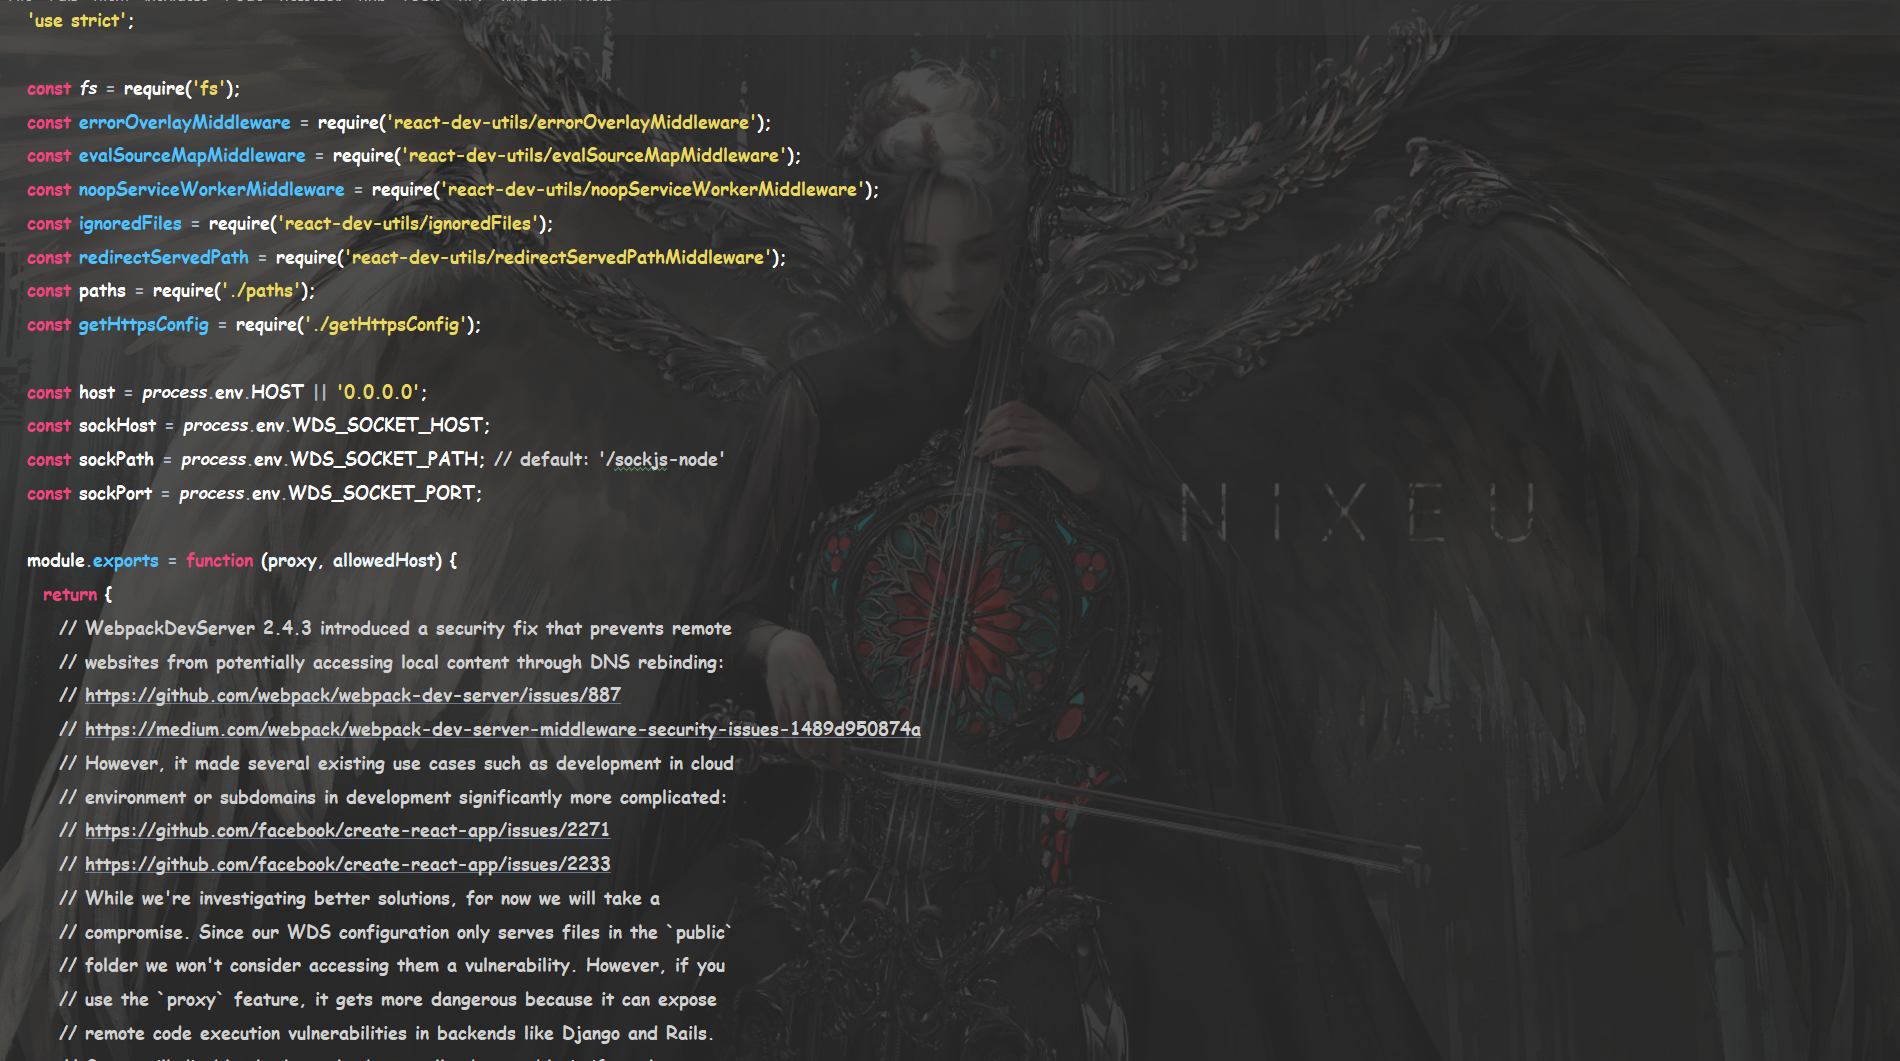 'use strict';
const fs = require('fs');
const errorOverlayMiddleware = require('react-dev-utils/errorOverlayMiddleware');
const evalSourceMapMiddleware = require('react-dev-utils/evalSourceMapMiddleware');
const noopServiceWorkerMiddleware = require('react-dev-utils/noopServiceWorkerMiddleware');
const ignoredFiles = require('react-dev-utils/ignoredFiles');
const redirectServedPath = require('react-dev-utils/redirectServedPathMiddleware');
const paths = require('./paths');
const getHttpsConfig = require('./getHttpsConfig');
const host = process.env.HOST || '0.0.0.0';
const sockHost = process.env.WDS_SOCKET_HOST;
const sockPath = process.env.WDS_SOCKET_PATH; // default: '/sockjs-node'
const sockPort = process.env.WDS_SOCKET_PORT;
NIXEU
module.exports = function (proxy, allowedHost) {
return {
// WebpackDevServer 2.4.3 introduced a security fix that prevents remote
// websites from potentially accessing local content through DNS rebinding:
// https://github.com/webpack/webpack-dev-server/issues/887
// https://medium.com/webpack/webpack-dev-server-middleware-security-issues-1489d950874a
// However, it made several existing use cases such as development in cloud
// environment or subdomains in development significantly more complicated:
// https://github.com/facebook/create-react-app/issues/2271
// https://github.com/facebook/create-react-app/issues/2233
// While we're investigating better solutions, for now we will take a
// compromise. Since our WDS configuration only serves files in the `public`
// folder we won't consider accessing them a vulnerability. However, if you
// use the `proxy` feature, it gets more dangerous because it can expose
// remote code execution vulnerabilities in backends like Django and Rails.